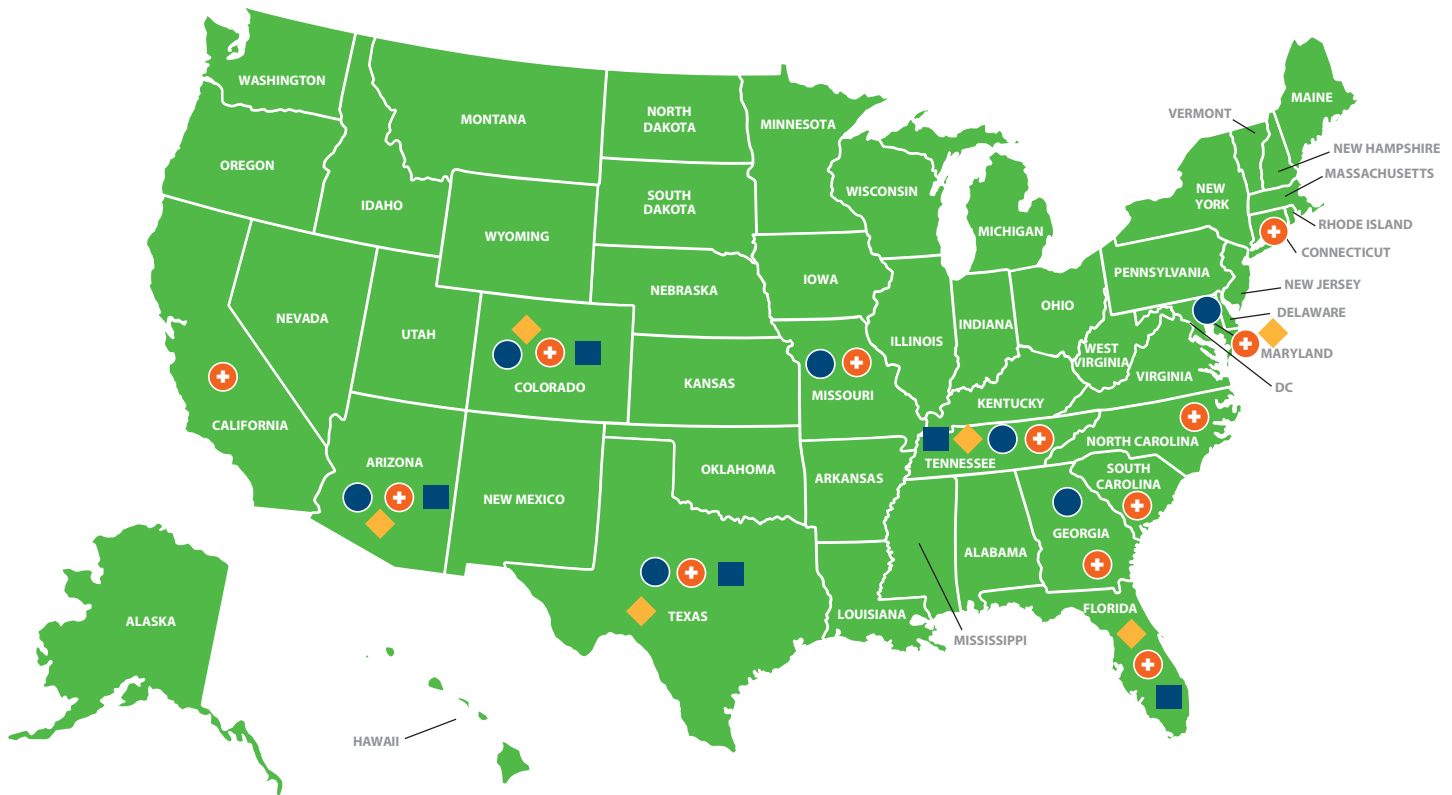 WASHINGTON
MONTANA
NORTH
DAKOTA
MINNESOTA
MAINE
VERMONT
NEW HAMPSHIRE
MASSACHUSETTS
OREGON
IDAHO
SOUTH
DAKOTA
WISCONSIN
NEW
YORK
RHODE ISLAND
WYOMING
MICHIGAN
CONNECTICUT
PENNSYLVANIA
NEW JERSEY
NEBRASKA
IOWA
OHIO
DELAWARE
NEVADA
UTAH
ILLINOIS
INDIANA
WEST
VIRGINIA
MARYLAND
COLORADO
KANSAS
MISSOURI
VIRGINIA
DC
KENTUCKY
CALIFORNIA
NORTH CAROLINA
ARIZONA
TENNESSEE
OKLAHOMA
SOUTH
CAROLINA
NEW MEXICO
ARKANSAS
GEORGIA
ALABAMA
TEXAS
LOUISIANA
FLORIDA
ALASKA
MISSISSIPPI
HAWAII